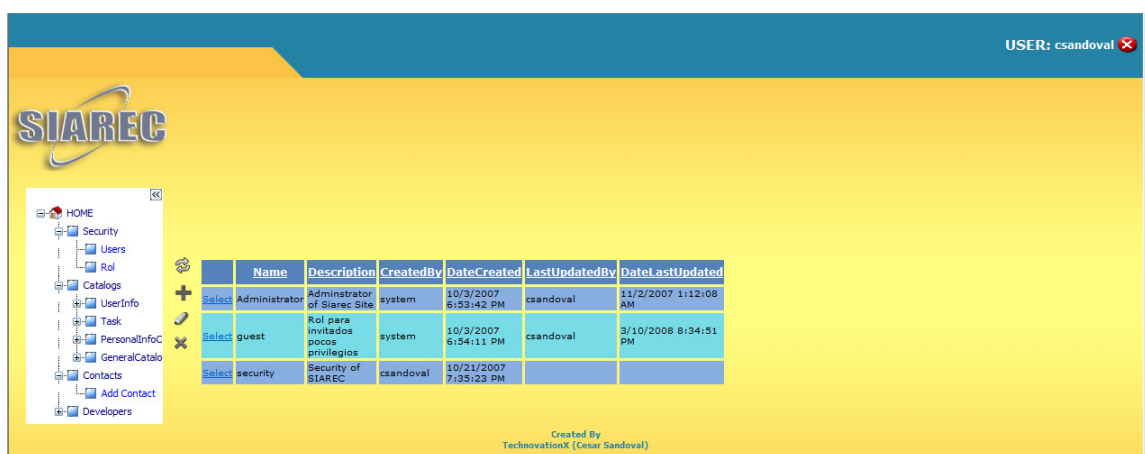 USER: csandoval
SIAREC
HOME
Security
Users
Rol
Catalogs
UserInfo
Task
PersonalInfoC
GeneralCatalo
Contacts
Add Contact
Developers
Name Description CreatedBy DateCreated LastUpdatedBy DateLastUpdated
Select Administrator Adminstrator of Siarec Site system 10/3/2007 6:53:42 PM csandoval 11/2/2007 1:12:08 AM
Select guest Rol para invitados pocos privilegios system 10/3/2007 6:54:11 PM csandoval 3/10/2008 8:34:51 PM
Select security Security of SIAREC csandoval 10/21/2007 7:35:23 PM
Created By
TechnovationX (Cesar Sandoval)